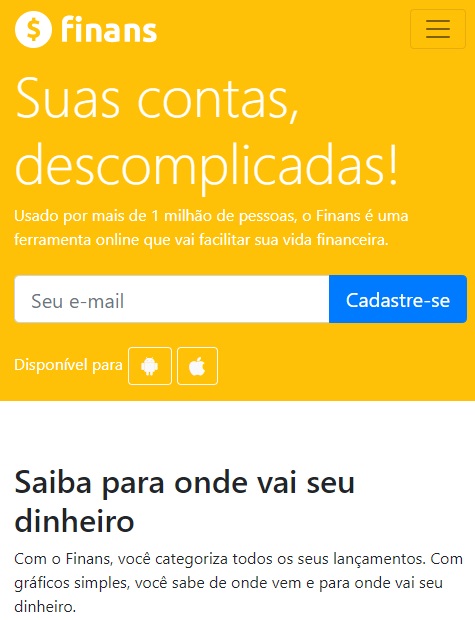 $ finans
Suas contas,
descomplicadas!
Usado por mais de 1 milhão de pessoas, o Finans é uma
ferramenta online que vai facilitar sua vida financeira.
Seu e-mail
Cadastre-se
Disponível para
Saiba para onde vai seu
dinheiro
Com o Finans, você categoriza todos os seus lançamentos. Com
gráficos simples, você sabe de onde vem e para onde vai seu
dinheiro.